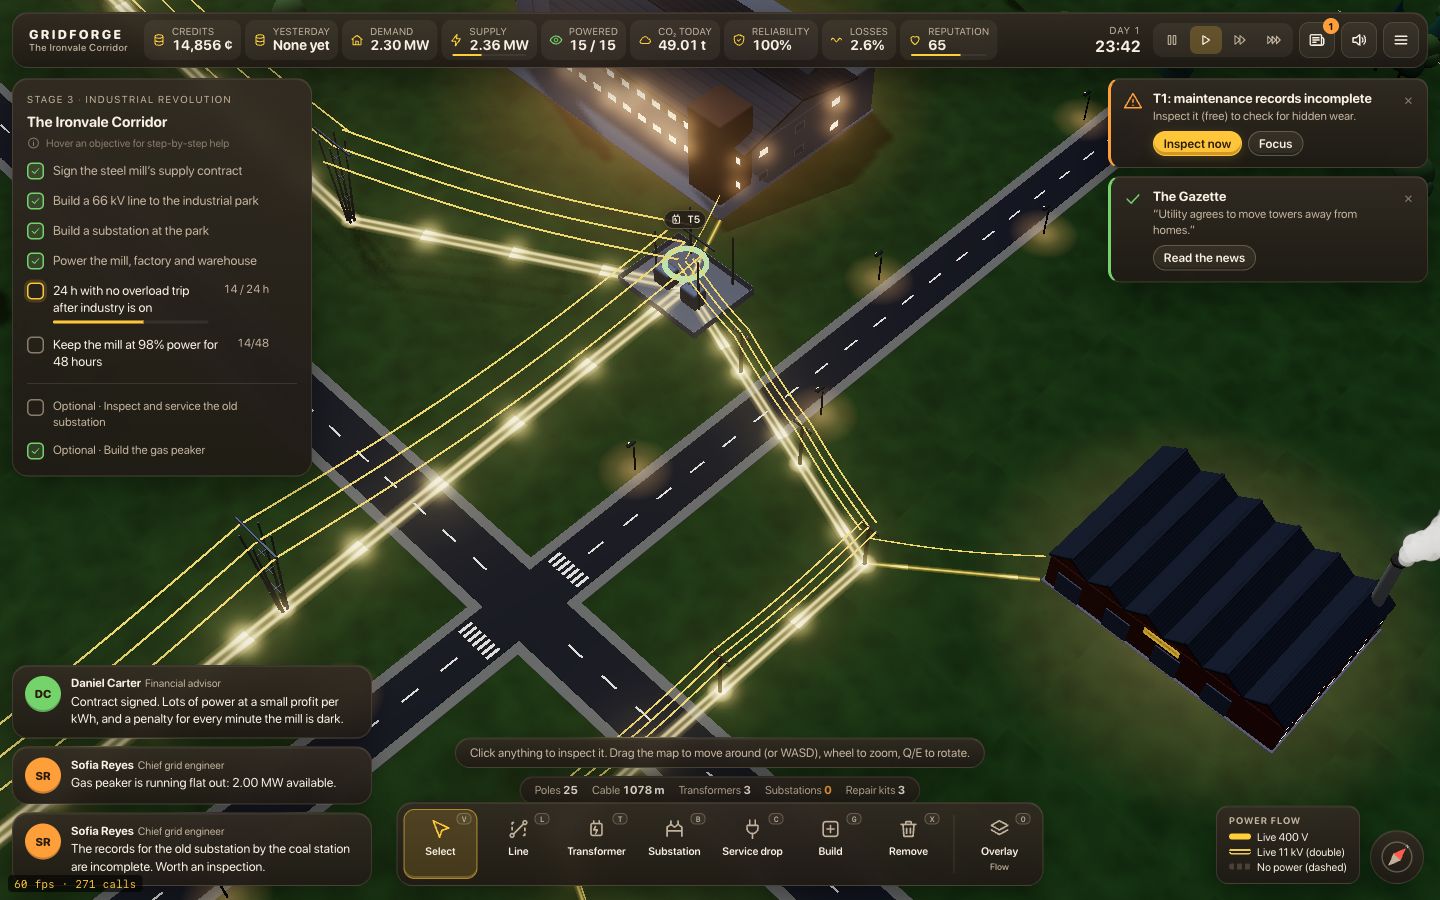 GRIDFORGE
The Ironvale Corridor
CREDITS
14,856 ¢
YESTERDAY
None yet
DEMAND
2.30 MW
SUPPLY
2.36 MW
POWERED
15 / 15
CO₂ TODAY
49.01 t
RELIABILITY
100%
LOSSES
2.6%
REPUTATION
65
DAY 1
23:42
1
STAGE 3 · INDUSTRIAL REVOLUTION
The Ironvale Corridor
Hover an objective for step-by-step help
Sign the steel mill's supply contract
Build a 66 kV line to the industrial park
Build a substation at the park
Power the mill, factory and warehouse
24 h with no overload trip 14 / 24 h
after industry is on
Keep the mill at 98% power for 14/48
48 hours
Optional · Inspect and service the old
substation
Optional · Build the gas peaker
T1: maintenance records incomplete ×
Inspect it (free) to check for hidden wear.
Inspect now Focus
The Gazette ×
“Utility agrees to move towers away from
homes.”
Read the news
T5
DC
Daniel Carter Financial advisor
Contract signed. Lots of power at a small profit per
kWh, and a penalty for every minute the mill is dark.
SR
Sofia Reyes Chief grid engineer
Gas peaker is running flat out: 2.00 MW available.
SR
Sofia Reyes Chief grid engineer
The records for the old substation by the coal station
are incomplete. Worth an inspection.
60 fps · 271 calls
Click anything to inspect it. Drag the map to move around (or WASD), wheel to zoom, Q/E to rotate.
Poles 25 Cable 1078 m Transformers 3 Substations 0 Repair kits 3
V L T B C G X O
Select Line Transformer Substation Service drop Build Remove Overlay
Flow
POWER FLOW
Live 400 V
Live 11 kV (double)
No power (dashed)